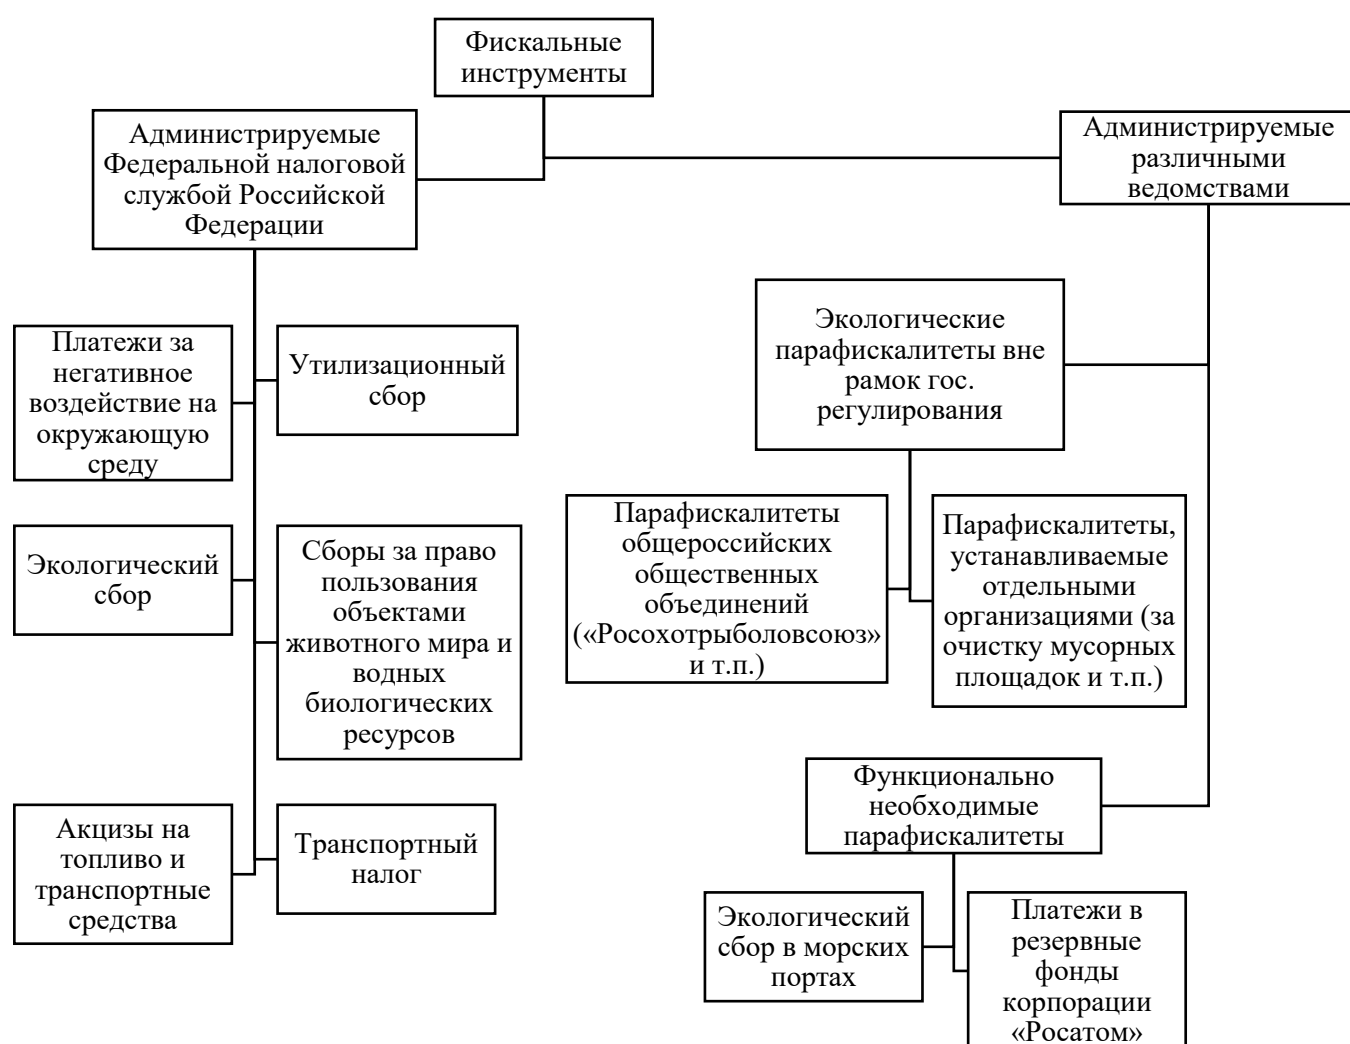 Фискальные
инструменты
Администрируемые
Федеральной налоговой
службой Российской
Федерации
Администрируемые
различными
ведомствами
Платежи за
негативное
воздействие на
окружающую
среду
Утилизационный
сбор
Экологический
сбор
Сборы за право
пользования
объектами
животного мира и
водных
биологических
ресурсов
Акцизы на
топливо и
транспортные
средства
Транспортный
налог
Экологические
парафискалитеты вне
рамок гос.
регулирования
Парафискалитеты
общероссийских
общественных
объединений
(«Росохотрыболовсоюз»
и т.п.)
Парафискалитеты,
устанавливаемые
отдельными
организациями (за
очистку мусорных
площадок и т.п.)
Функционально
необходимые
парафискалитеты
Экологический
сбор в морских
портах
Платежи в
резервные
фонды
корпорации
«Росатом»